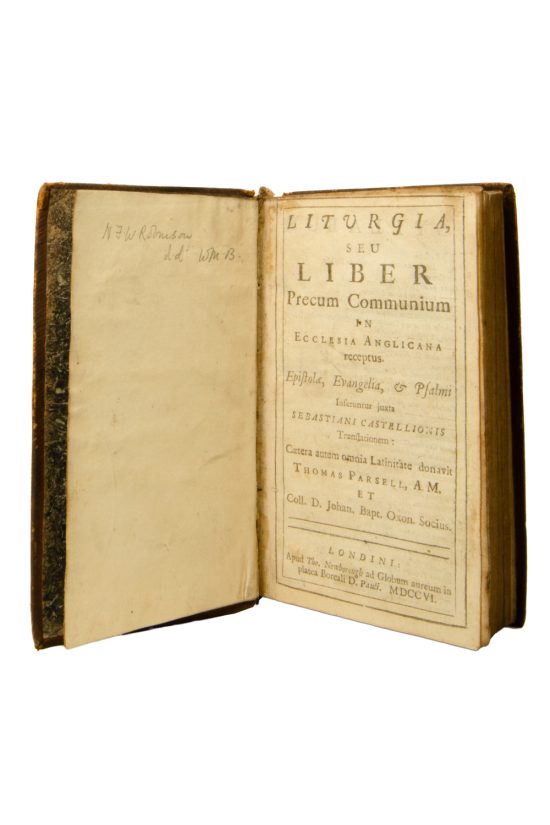 N F W Robinson
d.d. W M B-
LITURGIA,
SEU
LIBER
Precum Communium
IN
ECCLESIA ANGLICANA
receptus.
Epistolæ, Evangelia, & Psalmi
Inseruntur juxta
SEBASTIANI CASTELLIONIS
Translationem:
Cætera autem omnia Latinitate donavit
THOMAS PARSELL, A. M.
ET
Coll. D. Johan. Bapt. Oxon. Socius.
LONDINI:
Apud Tho. Newborough ad Globum aureum in
platea Boreali D. Pauli. MDCCVI.